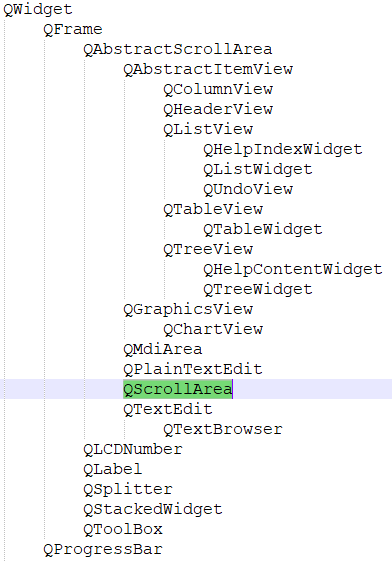 QWidget
QFrame
QAbstractScrollArea
QAbstractItemView
QColumnView
QHeaderView
QListView
QHelpIndexWidget
QListWidget
QUndoView
QTableView
QTableWidget
QTreeView
QHelpContentWidget
QTreeWidget
QGraphicsView
QChartView
QMdiArea
QPlainTextEdit
QScrollArea
QTextEdit
QTextBrowser
QLCDNumber
QLabel
QSplitter
QStackedWidget
QToolBox
QProgressBar